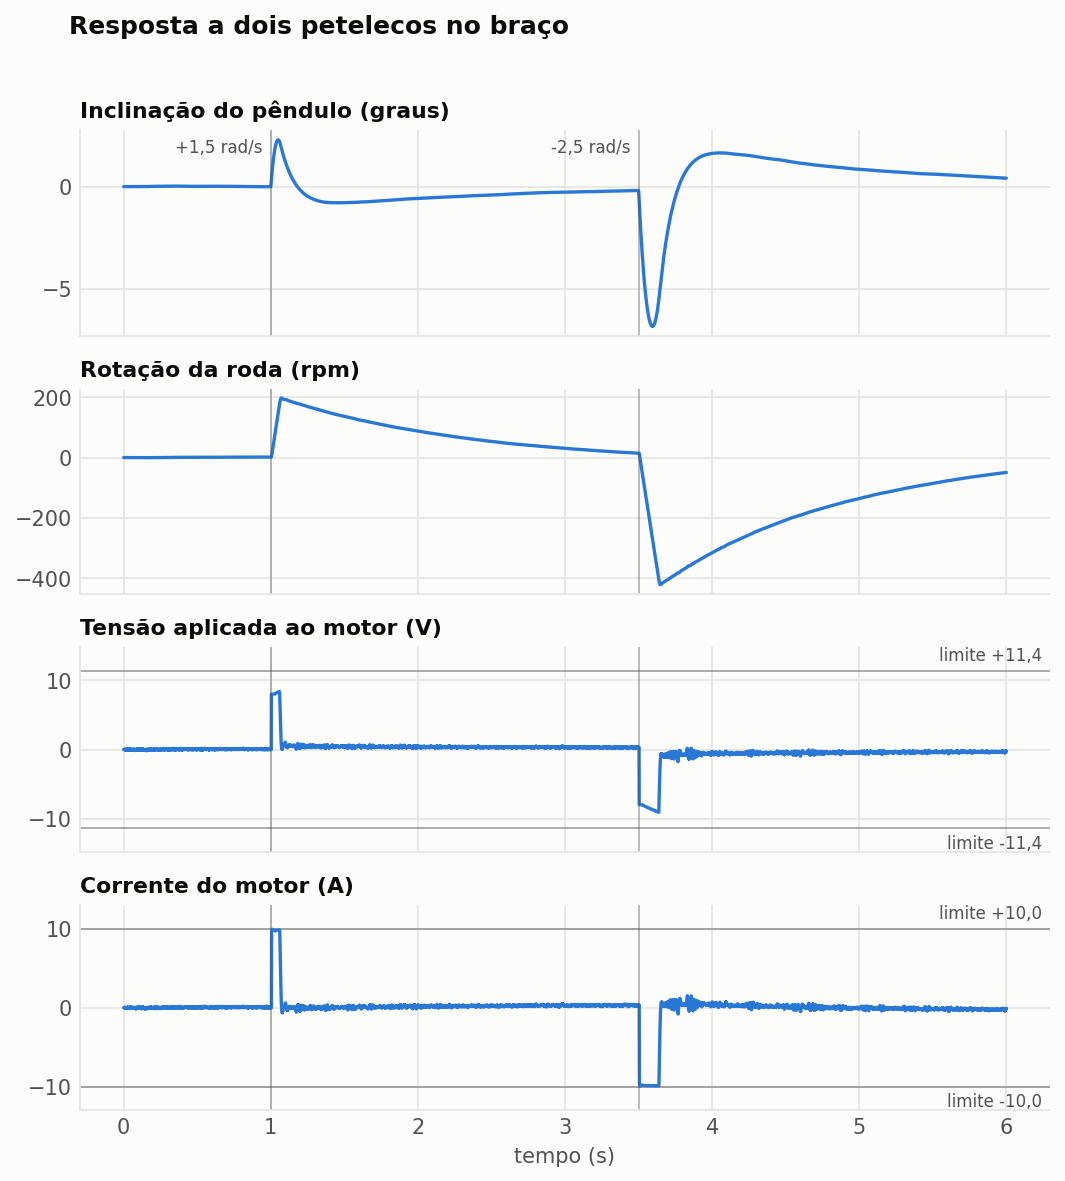 Resposta a dois petelecos no braço
Inclinação do pêndulo (graus)
+1,5 rad/s
-2,5 rad/s
0
−5
Rotação da roda (rpm)
200
0
−200
−400
Tensão aplicada ao motor (V)
limite +11,4
10
0
−10
limite -11,4
Corrente do motor (A)
limite +10,0
10
0
−10
limite -10,0
0 1 2 3 4 5 6
tempo (s)